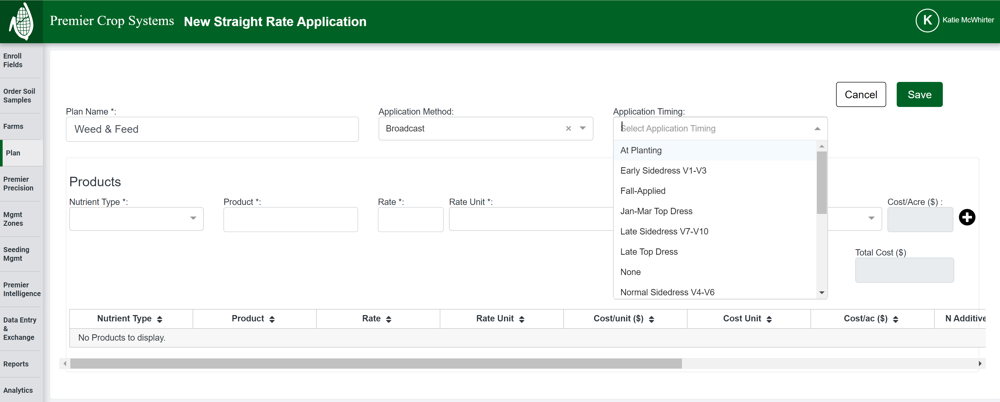 Premier Crop Systems New Straight Rate Application
K Katie McWhirter
Enroll
Fields
Order Soil
Samples
Farms
Plan
Premier
Precision
Mgmt
Zones
Seeding
Mgmt
Premier
Intelligence
Data Entry
&
Exchange
Reports
Analytics
Cancel Save
Plan Name *: Application Method: Application Timing:
Weed & Feed Broadcast Select Application Timing
At Planting
Early Sidedress V1-V3
Fall-Applied
Jan-Mar Top Dress
Late Sidedress V7-V10
Late Top Dress
None
Normal Sidedress V4-V6
Products
Nutrient Type *: Product *: Rate *: Rate Unit *: Cost/Acre ($) :
Total Cost ($)
Nutrient Type Product Rate Rate Unit Cost/unit ($) Cost Unit Cost/ac ($) N Additive
No Products to display.